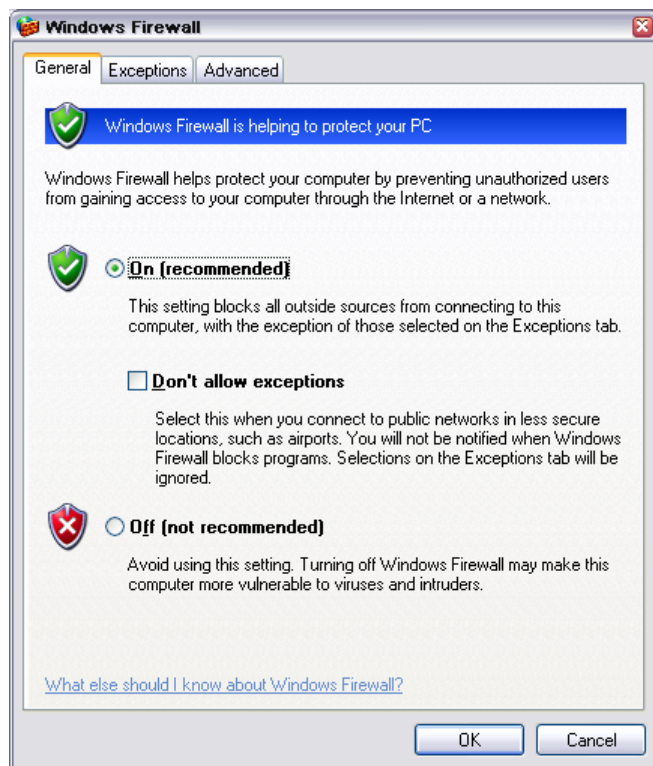 Windows Firewall
General Exceptions Advanced
Windows Firewall is helping to protect your PC
Windows Firewall helps protect your computer by preventing unauthorized users
from gaining access to your computer through the Internet or a network.
On (recommended)
This setting blocks all outside sources from connecting to this
computer, with the exception of those selected on the Exceptions tab.
Don't allow exceptions
Select this when you connect to public networks in less secure
locations, such as airports. You will not be notified when Windows
Firewall blocks programs. Selections on the Exceptions tab will be
ignored.
Off (not recommended)
Avoid using this setting. Turning off Windows Firewall may make this
computer more vulnerable to viruses and intruders.
What else should I know about Windows Firewall?
OK Cancel